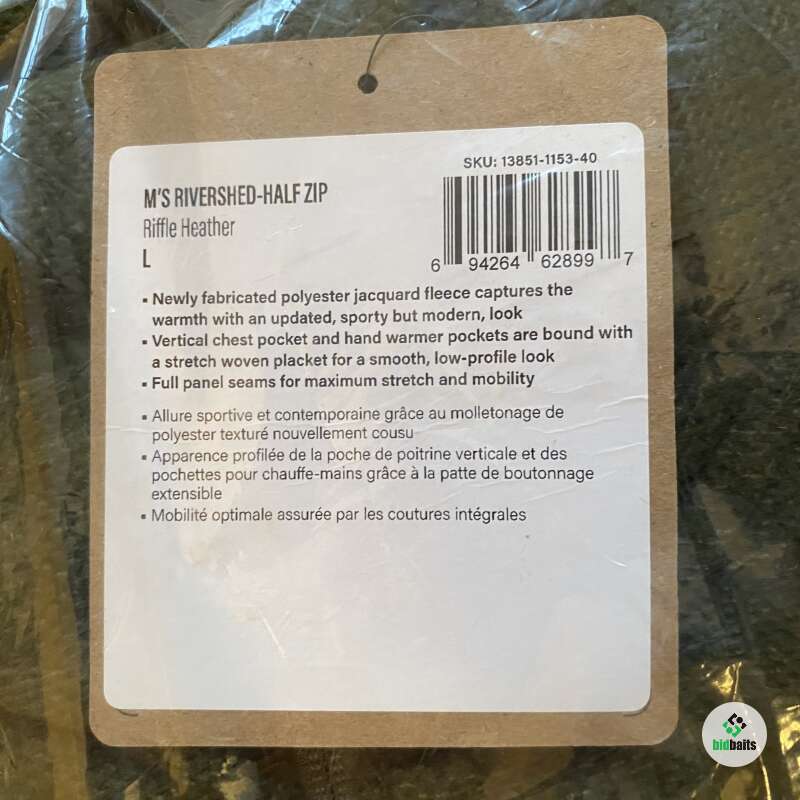 SKU: 13851-1153-40
M'S RIVERSHED-HALF ZIP
Riffle Heather
L
6 94264 62899 7
▪ Newly fabricated polyester jacquard fleece captures the
warmth with an updated, sporty but modern, look
▪ Vertical chest pocket and hand warmer pockets are bound with
a stretch woven placket for a smooth, low-profile look
▪ Full panel seams for maximum stretch and mobility
▪ Allure sportive et contemporaine grâce au molletonage de
polyester texturé nouvellement cousu
▪ Apparence profilée de la poche de poitrine verticale et des
pochettes pour chauffe-mains grâce à la patte de boutonnage
extensible
▪ Mobilité optimale assurée par les coutures intégrales
bidbaits